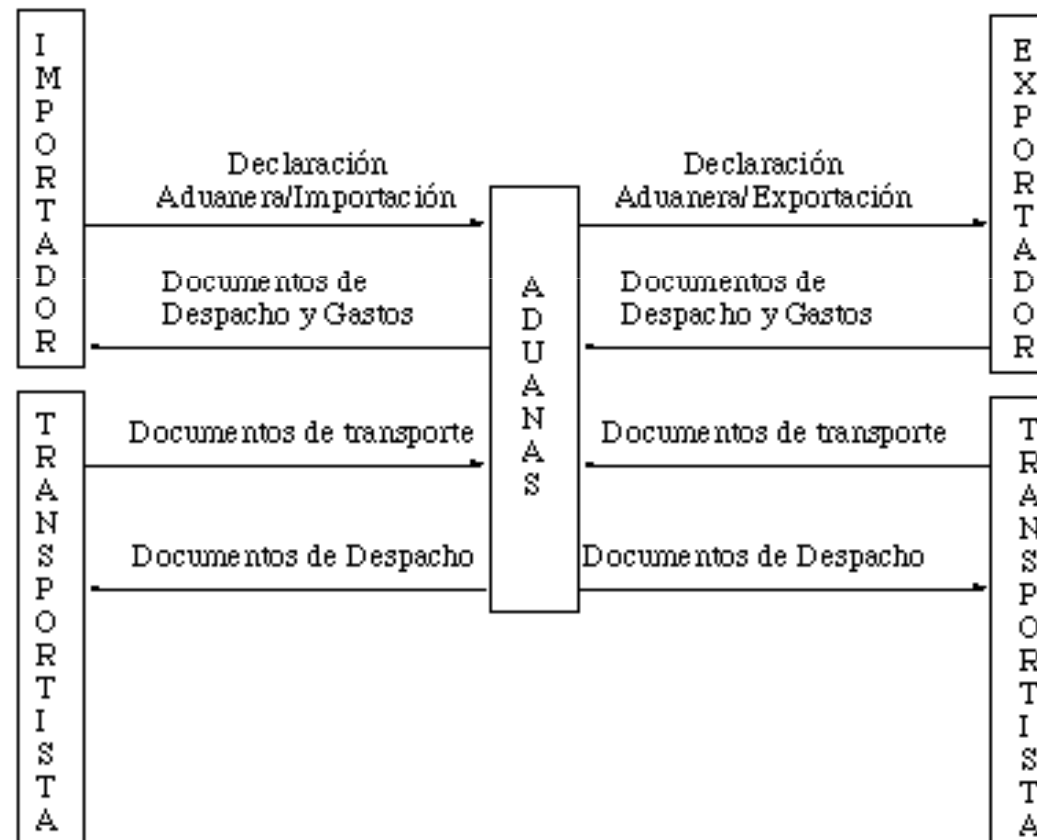 IMPORTADOR
EXPORTADOR
Declaración
Aduanera/Importación
Declaración
Aduanera/Exportación
Documentos de
Despacho y Gastos
ADUANAS
Documentos de
Despacho y Gastos
TRANSPORTISTA
Documentos de transporte
Documentos de transporte
TRANSPORTISTA
Documentos de Despacho
Documentos de Despacho